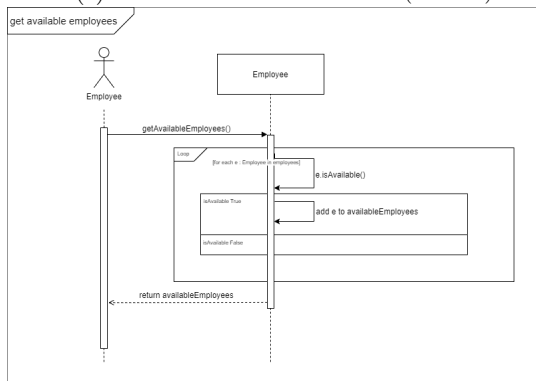 get available employees
Employee
Employee
getAvailableEmployees()
Loop
[for each e : Employee in employees]
e.isAvailable()
isAvailable True
add e to availableEmployees
isAvailable False
return availableEmployees